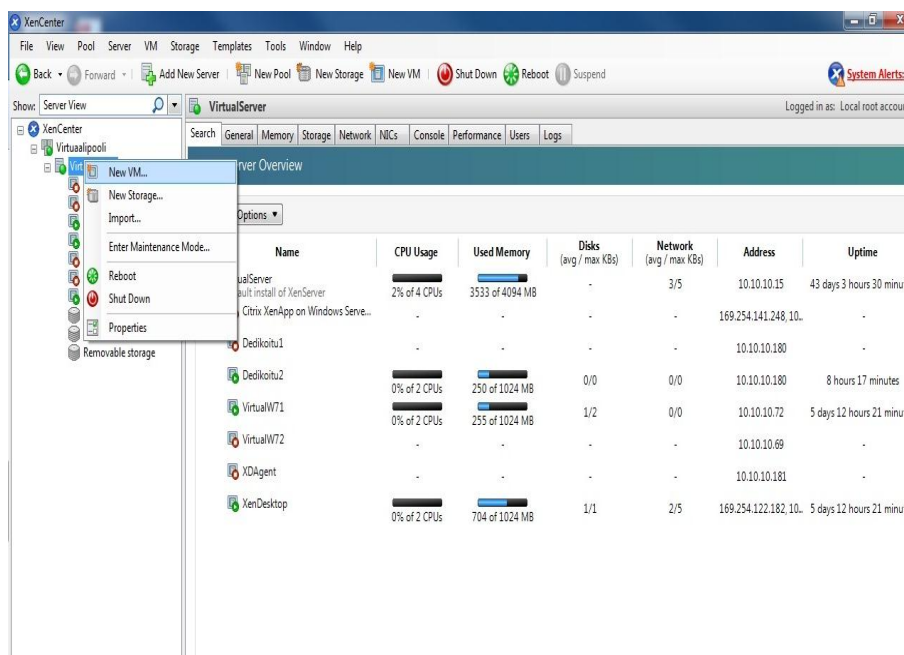 XenCenter
File View Pool Server VM Storage Templates Tools Window Help
Back Forward Add New Server New Pool New Storage New VM Shut Down Reboot Suspend System Alerts:
Show: Server View VirtualServer Logged in as: Local root accou
XenCenter
Virtuaalipooli
Virt
Removable storage
New VM...
New Storage...
Import...
Enter Maintenance Mode...
Reboot
Shut Down
Properties
Search General Memory Storage Network NICs Console Performance Users Logs
rver Overview
Options
Name CPU Usage Used Memory Disks Network Address Uptime
(avg / max KBs) (avg / max KBs)
ualServer
ault install of XenServer 2% of 4 CPUs 3533 of 4094 MB - 3/5 10.10.10.15 43 days 3 hours 30 minu
Citrix XenApp on Windows Serve... - - - - 169.254.141.248, 10... -
Dedikoitu1 - - - - 10.10.10.180 -
Dedikoitu2 0% of 2 CPUs 250 of 1024 MB 0/0 0/0 10.10.10.180 8 hours 17 minutes
VirtualW71 0% of 2 CPUs 255 of 1024 MB 1/2 0/0 10.10.10.72 5 days 12 hours 21 minu
VirtualW72 - - - - 10.10.10.69 -
XDAgent - - - - 10.10.10.181 -
XenDesktop 0% of 2 CPUs 704 of 1024 MB 1/1 2/5 169.254.122.182, 10... 5 days 12 hours 21 minu